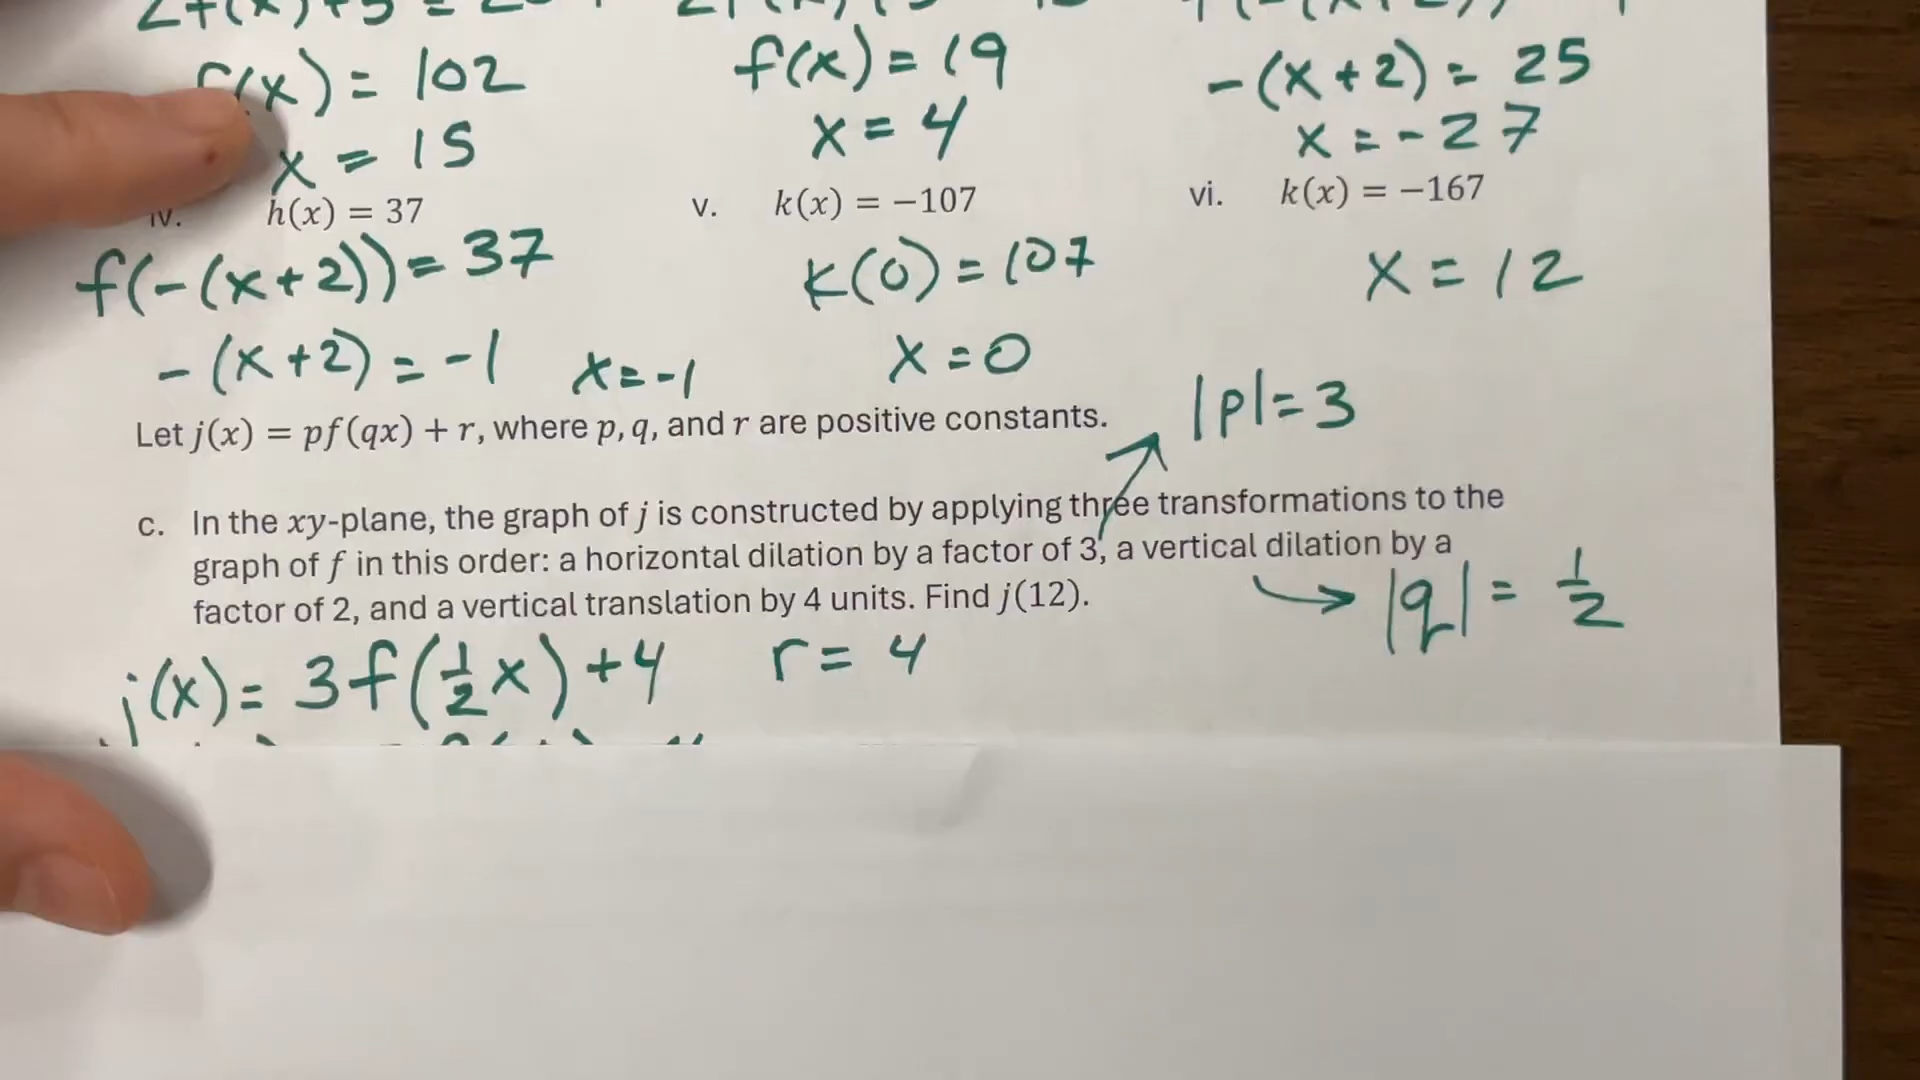 f(x) = 102
x = 15
f(x) = 19
x = 4
-(x+2) = 25
x = -27
iv. h(x) = 37
v. k(x) = −107
vi. k(x) = −167
f(-(x+2)) = 37
-(x+2) = -1 x = -1
k(0) = 107
x = 0
x = 12
|p| = 3
Let j(x) = pf(qx) + r, where p, q, and r are positive constants.
c. In the xy-plane, the graph of j is constructed by applying three transformations to the
graph of f in this order: a horizontal dilation by a factor of 3, a vertical dilation by a
factor of 2, and a vertical translation by 4 units. Find j(12).
|q| = 1/2
j(x) = 3f(1/2 x) + 4 r = 4